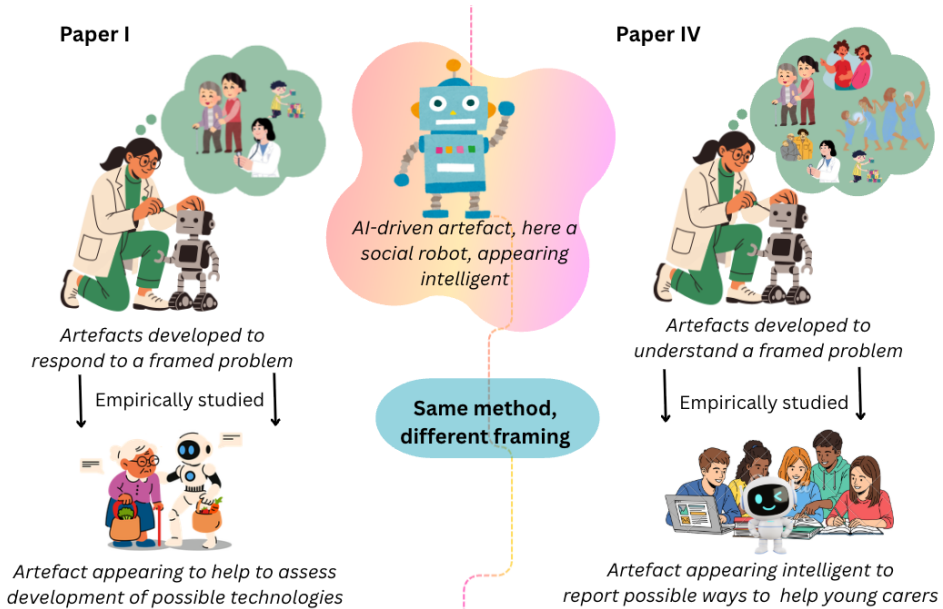 Paper I
Artefacts developed to
respond to a framed problem
Empirically studied
Artefact appearing to help to assess
development of possible technologies
AI-driven artefact, here a
social robot, appearing
intelligent
Same method,
different framing
Paper IV
Artefacts developed to
understand a framed problem
Empirically studied
Artefact appearing intelligent to
report possible ways to help young carers